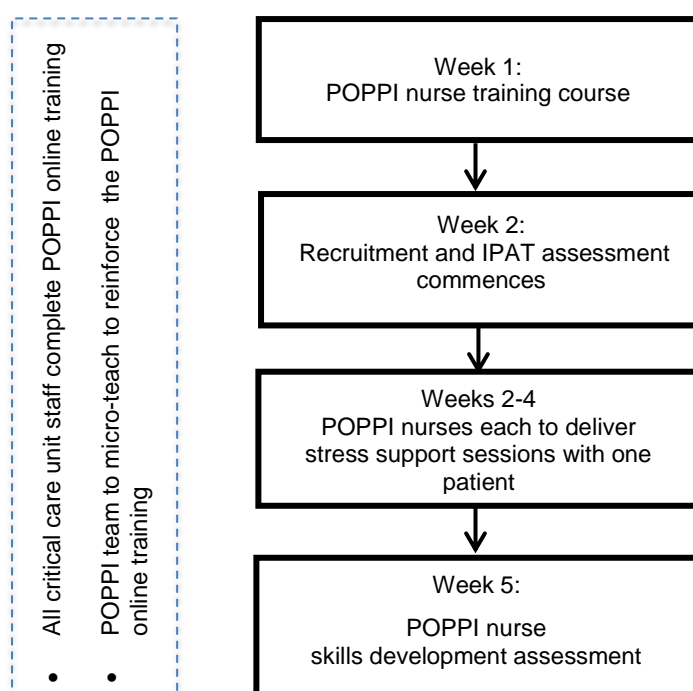 • All critical care unit staff complete POPPI online training
• POPPI team to micro-teach to reinforce the POPPI
online training
Week 1:
POPPI nurse training course
Week 2:
Recruitment and IPAT assessment
commences
Weeks 2-4
POPPI nurses each to deliver
stress support sessions with one
patient
Week 5:
POPPI nurse
skills development assessment